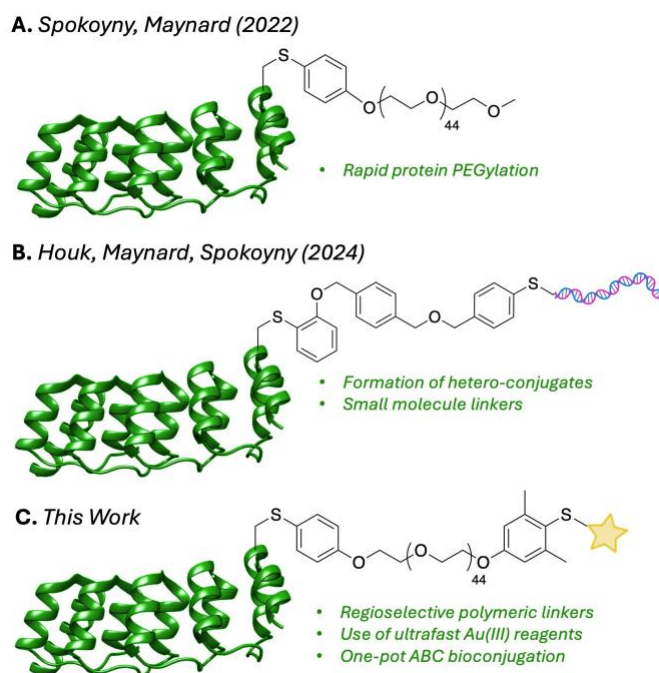 A. Spokoyny, Maynard (2022)
S
O
O
44
O
• Rapid protein PEGylation
B. Houk, Maynard, Spokoyny (2024)
S
O
O
S
• Formation of hetero-conjugates
• Small molecule linkers
C. This Work
S
O
O
44
O
S
• Regioselective polymeric linkers
• Use of ultrafast Au(III) reagents
• One-pot ABC bioconjugation